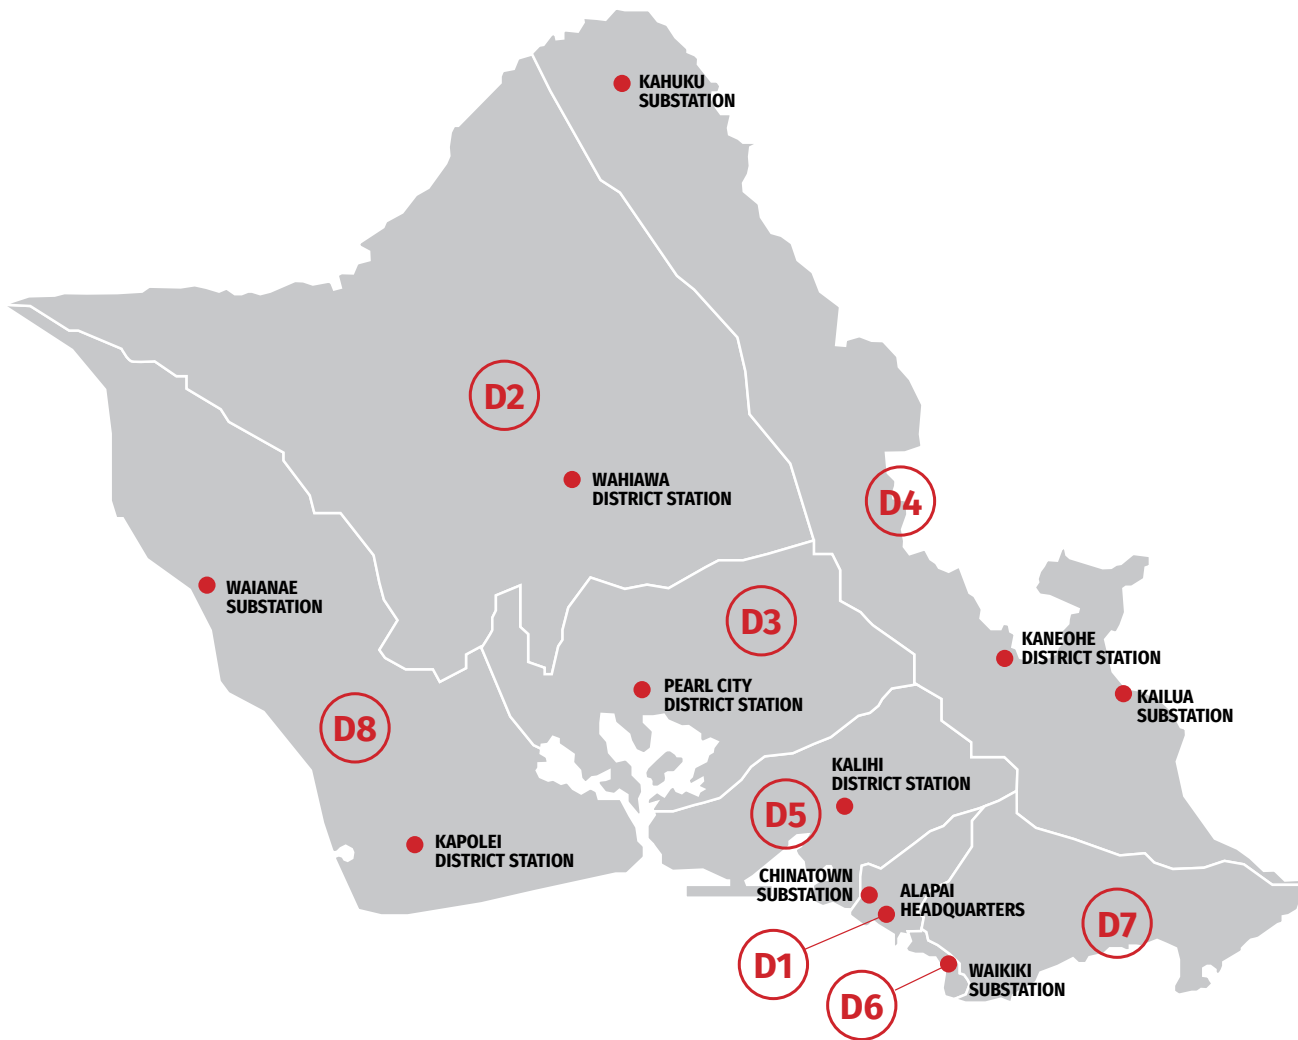 KAHUKU
SUBSTATION
D2
WAHIAWA
DISTRICT STATION
D4
WAIANAE
SUBSTATION
D3
KANEOHE
DISTRICT STATION
PEARL CITY
DISTRICT STATION
KAILUA
SUBSTATION
D8
KALIHI
DISTRICT STATION
D5
KAPOLEI
DISTRICT STATION
CHINATOWN
SUBSTATION
ALAPAI
HEADQUARTERS
D7
D1
WAIKIKI
SUBSTATION
D6